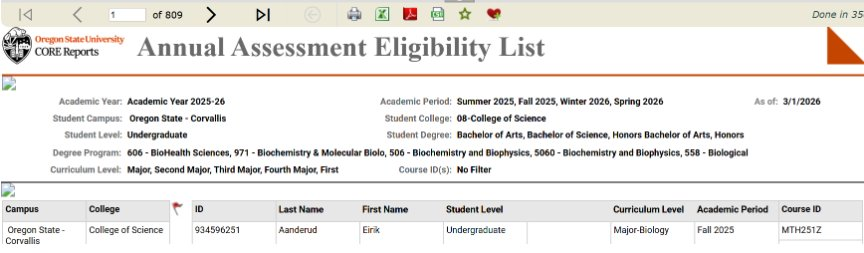 1 of 809 Done in 35
Oregon State University
CORE Reports
Annual Assessment Eligibility List
Academic Year: Academic Year 2025-26 Academic Period: Summer 2025, Fall 2025, Winter 2026, Spring 2026 As of: 3/1/2026
Student Campus: Oregon State - Corvallis Student College: 08-College of Science
Student Level: Undergraduate Student Degree: Bachelor of Arts, Bachelor of Science, Honors Bachelor of Arts, Honors
Degree Program: 606 - BioHealth Sciences, 971 - Biochemistry & Molecular Biolo, 506 - Biochemistry and Biophysics, 5060 - Biochemistry and Biophysics, 558 - Biological
Curriculum Level: Major, Second Major, Third Major, Fourth Major, First Course ID(s): No Filter
Campus College ID Last Name First Name Student Level Curriculum Level Academic Period Course ID
Oregon State - College of Science 934596251 Aanderud Eirik Undergraduate Major-Biology Fall 2025 MTH251Z
Corvallis